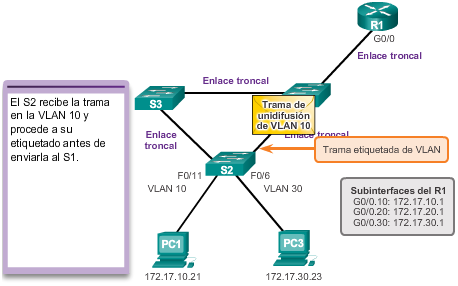 R1
G0/0
Enlace troncal
Enlace troncal
S3
Trama de
unidifusión
de VLAN 10
Enlace
troncal
Enlace troncal
El S2 recibe la trama
en la VLAN 10 y
procede a su
etiquetado antes de
enviarla al S1.
Trama etiquetada de VLAN
S2
F0/11
F0/6
VLAN 10
VLAN 30
Subinterfaces del R1
G0/0.10: 172.17.10.1
G0/0.20: 172.17.20.1
G0/0.30: 172.17.30.1
PC1
PC3
172.17.10.21
172.17.30.23